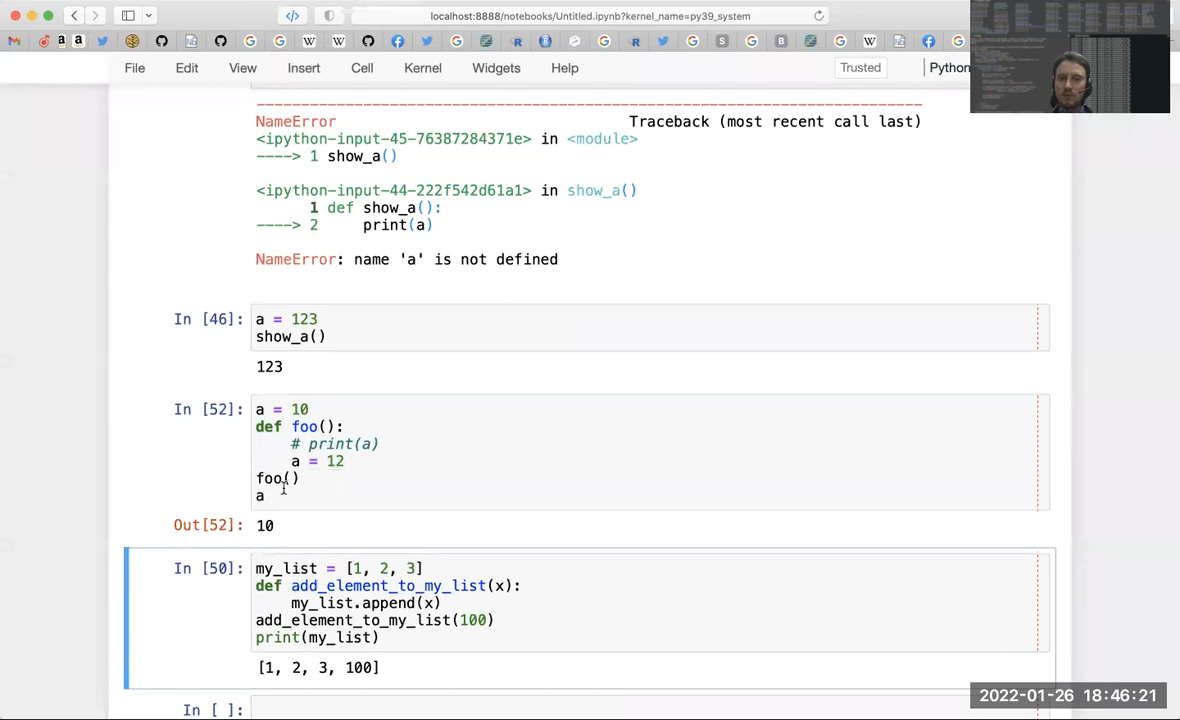 localhost:8888/notebooks/Untitled.ipynb?kernel_name=py39_system
File Edit View Insert Cell Kernel Widgets Help Trusted Python
NameError Traceback (most recent call last)
<ipython-input-45-76387284371e> in <module>
----> 1 show_a()
<ipython-input-44-222f542d61a1> in show_a()
1 def show_a():
----> 2 print(a)
NameError: name 'a' is not defined
In [46]: a = 123
show_a()
123
In [52]: a = 10
def foo():
# print(a)
a = 12
foo()
a
Out[52]: 10
In [50]: my_list = [1, 2, 3]
def add_element_to_my_list(x):
my_list.append(x)
add_element_to_my_list(100)
print(my_list)
[1, 2, 3, 100]
In [ ]:
2022-01-26 18:46:21